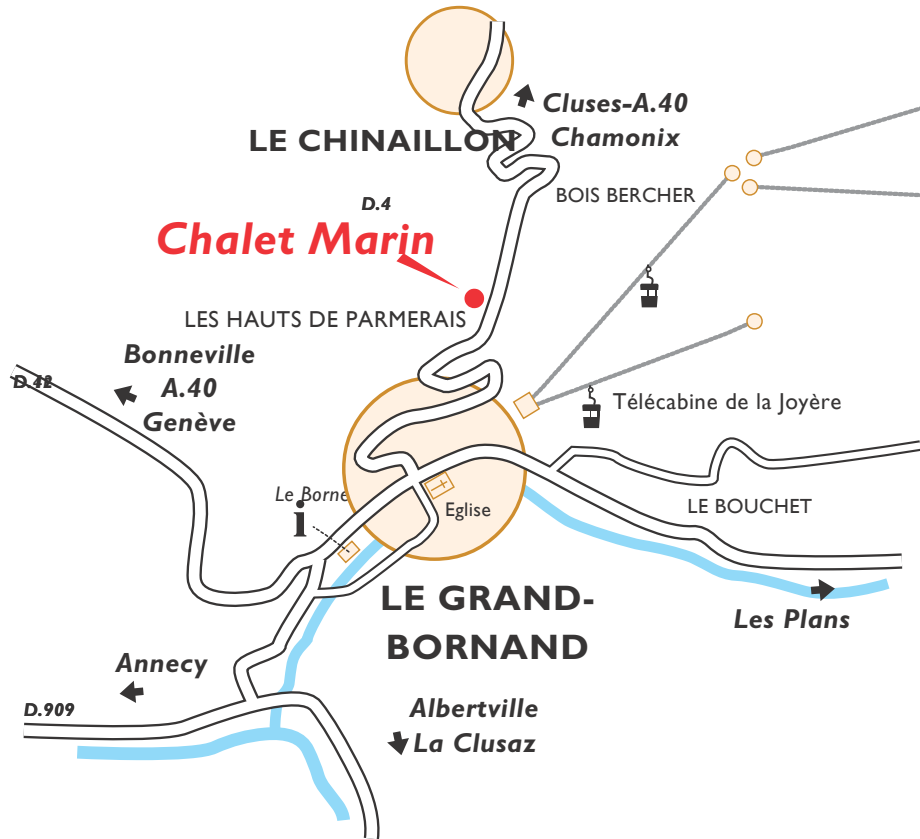 Cluses-A.40
Chamonix
LE CHINAILLON
BOIS BERCHER
D.4
Chalet Marin
LES HAUTS DE PARMERAIS
Bonneville
A.40
Genève
D.12
Télécabine de la Joyère
Le Borne
i
Eglise
LE BOUCHET
LE GRAND-
BORNAND
Les Plans
Annecy
D.909
Albertville
La Clusaz